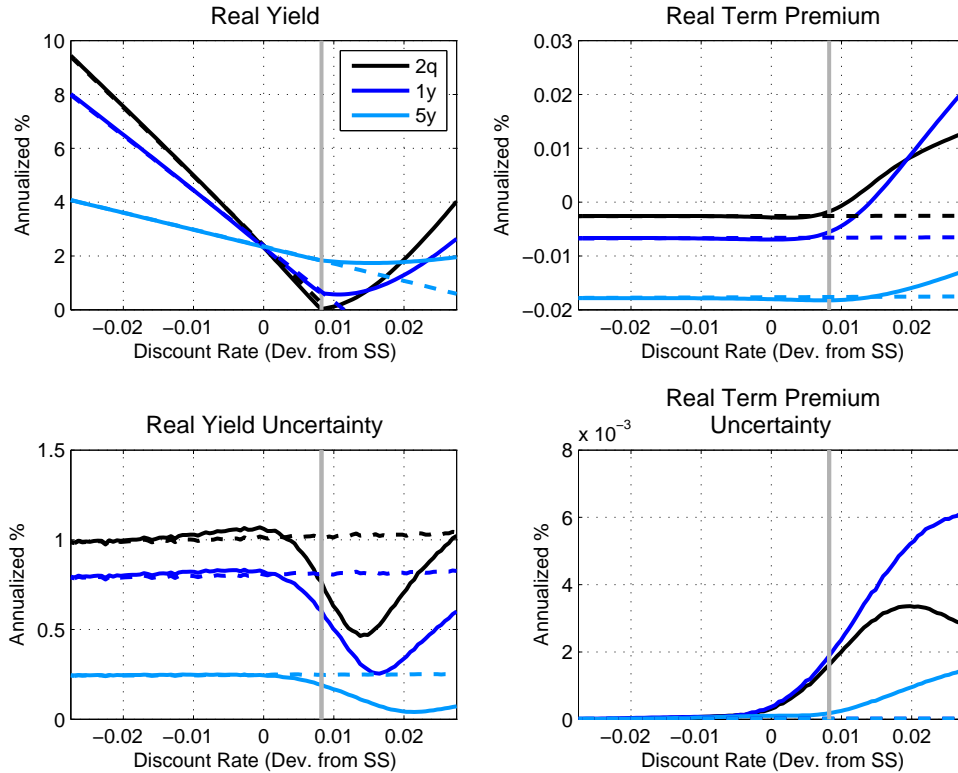 Real Yield
10
8
6
4
2
0
Annualized %
−0.02 −0.01 0 0.01 0.02
Discount Rate (Dev. from SS)
2q
1y
5y
Real Term Premium
0.03
0.02
0.01
0
−0.01
−0.02
Annualized %
−0.02 −0.01 0 0.01 0.02
Discount Rate (Dev. from SS)
Real Yield Uncertainty
1.5
1
0.5
0
Annualized %
−0.02 −0.01 0 0.01 0.02
Discount Rate (Dev. from SS)
Real Term Premium
Uncertainty
x 10−3
8
6
4
2
0
Annualized %
−0.02 −0.01 0 0.01 0.02
Discount Rate (Dev. from SS)